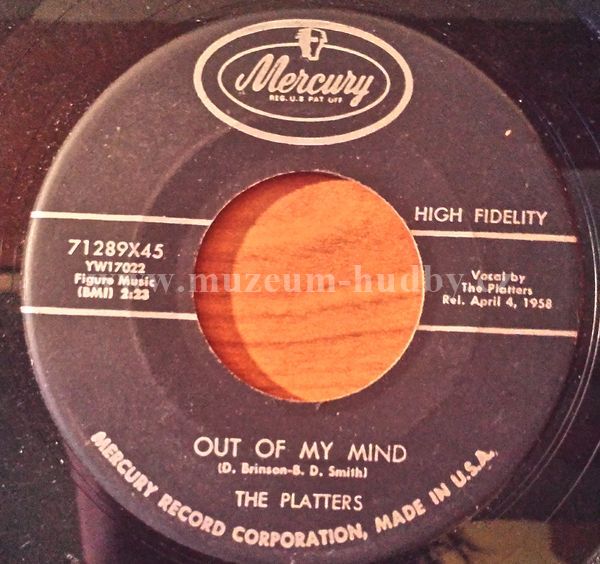 Mercury
REG. U.S PAT OFF
HIGH FIDELITY
71289X45
YW17022
Figure Music
(BMI) 2:23
Vocal by
The Platters
Rel. April 4, 1958
www.muzeum-hudby.cz
OUT OF MY MIND
(D. Brinson-B. D. Smith)
THE PLATTERS
MERCURY RECORD CORPORATION, MADE IN U.S.A.